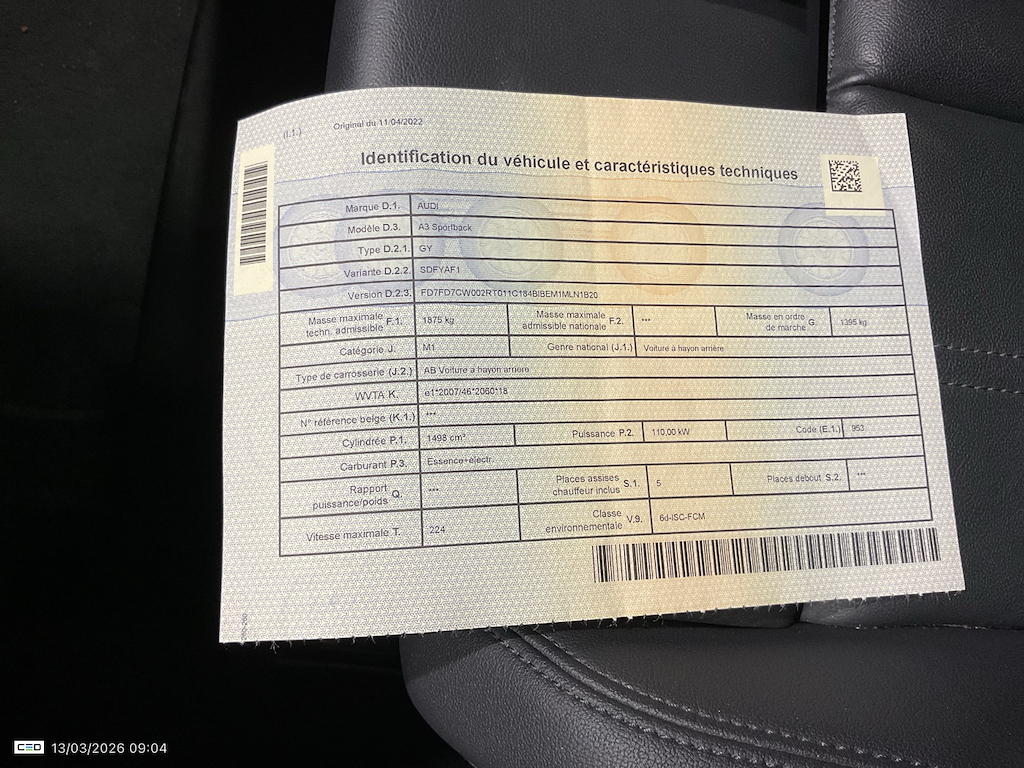 (I.1.) Original du 11/04/2022
Identification du véhicule et caractéristiques techniques
Marque D.1. AUDI
Modèle D.3. A3 Sportback
Type D.2.1. GY
Variante D.2.2. SDFYAF1
Version D.2.3. FD7FD7CW002RT011C184BIBEM1MLN1B20
Masse maximale techn. admissible F.1. 1875 kg Masse maximale admissible nationale F.2. *** Masse en ordre de marche G. 1395 kg
Catégorie J. M1 Genre national (J.1.) Voiture à hayon arrière
Type de carrosserie (J.2.) AB Voiture à hayon arrière
WVTA K. e1*2007/46*2060*18
N° référence belge (K.1.) ***
Cylindrée P.1. 1498 cm³ Puissance P.2. 110,00 kW Code (E.1.) 953
Carburant P.3. Essence+électr.
Rapport puissance/poids Q. *** Places assises chauffeur inclus S.1. 5 Places debout S.2. ***
Vitesse maximale T. 224 Classe environnementale V.9. 6d-ISC-FCM
CEO 13/03/2026 09:04